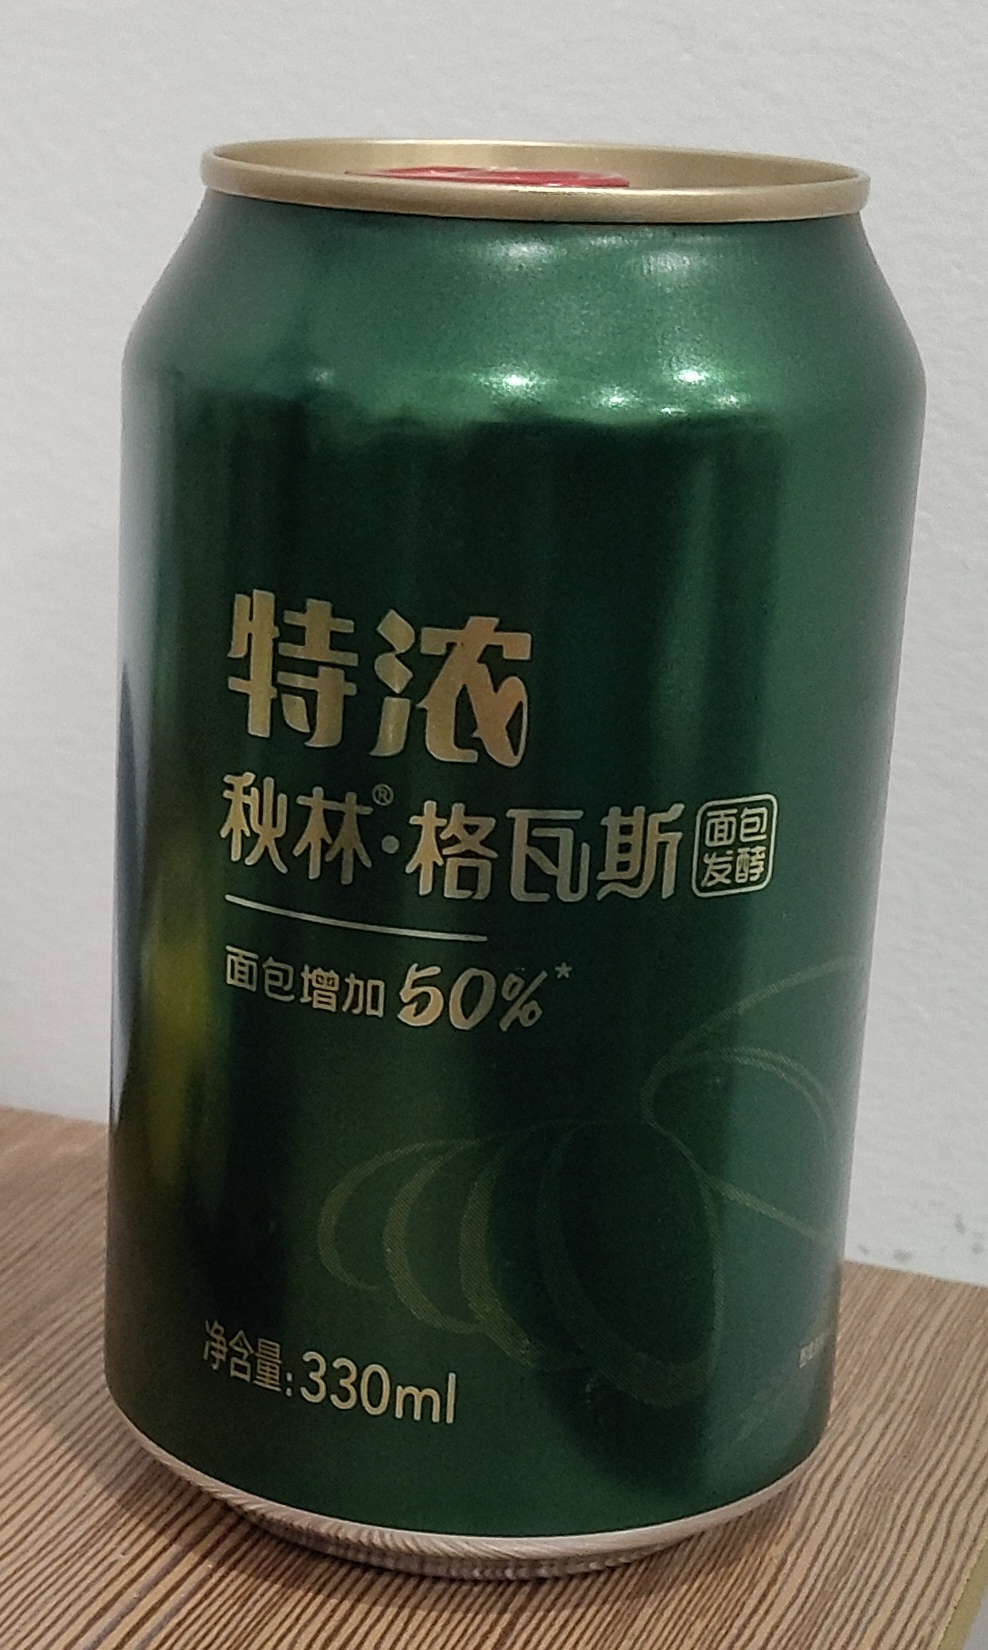 特浓
秋林®·格瓦斯
面包
发酵
面包增加50%*
净含量:330ml